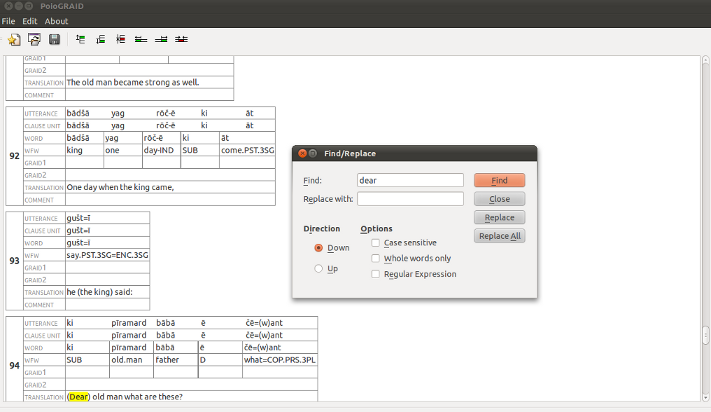 PoloGRAID
File Edit About
GRAID1
GRAID2
TRANSLATION The old man became strong as well.
COMMENT
92
UTTERANCE bādšā yag rōč-ē ki āt
CLAUSE UNIT bādšā yag rōč-ē ki āt
WORD bādšā yag rōč-ē ki āt
WFW king one day-IND SUB come.PST.3SG
GRAID1
GRAID2
TRANSLATION One day when the king came,
COMMENT
93
UTTERANCE gušt=ī
CLAUSE UNIT gušt=ī
WORD gušt=ī
WFW say.PST.3SG=ENC.3SG
GRAID1
GRAID2
TRANSLATION he (the king) said:
COMMENT
94
UTTERANCE ki pīramard bābā ē čē=(w)ant
CLAUSE UNIT ki pīramard bābā ē čē=(w)ant
WORD ki pīramard bābā ē čē=(w)ant
WFW SUB old.man father D what=COP.PRS.3PL
GRAID1
GRAID2
TRANSLATION (Dear) old man what are these?
Find/Replace
Find: dear Find
Replace with: Close
Replace
Replace All
Direction Options
Down Case sensitive
Whole words only
Up Regular Expression